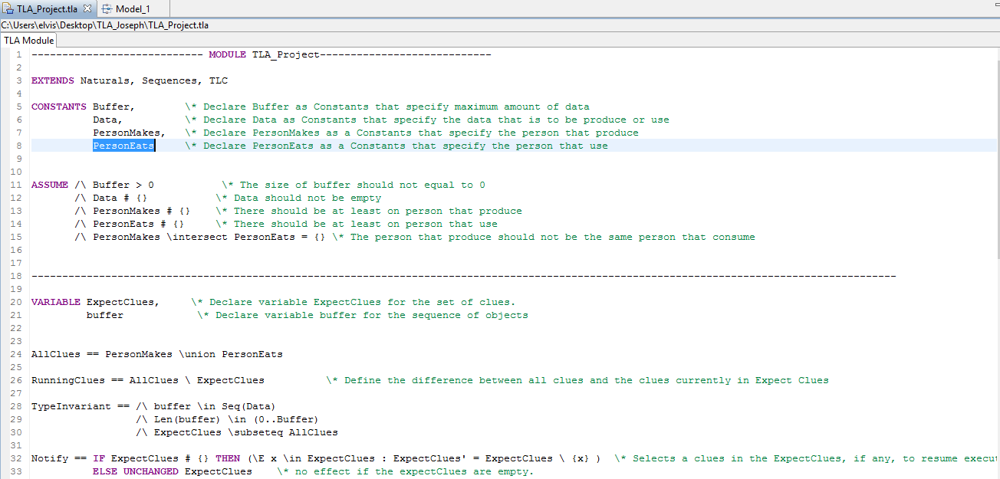 TLA_Project.tla Model_1
C:\Users\elvis\Desktop\TLA_Joseph\TLA_Project.tla
TLA Module
1 ---------------------------- MODULE TLA_Project----------------------------
2
3 EXTENDS Naturals, Sequences, TLC
4
5 CONSTANTS Buffer, \* Declare Buffer as Constants that specify maximum amount of data
6 Data, \* Declare Data as Constants that specify the data that is to be produce or use
7 PersonMakes, \* Declare PersonMakes as a Constants that specify the person that produce
8 PersonEats \* Declare PersonEats as a Constants that specify the person that use
9
10
11 ASSUME /\ Buffer > 0 \* The size of buffer should not equal to 0
12 /\ Data # {} \* Data should not be empty
13 /\ PersonMakes # {} \* There should be at least on person that produce
14 /\ PersonEats # {} \* There should be at least on person that use
15 /\ PersonMakes \intersect PersonEats = {} \* The person that produce should not be the same person that consume
16
17
18 ---------------------------------------------------------------------------------------------------------------------------------------------
19
20 VARIABLE ExpectClues, \* Declare variable ExpectClues for the set of clues.
21 buffer \* Declare variable buffer for the sequence of objects
22
23
24 AllClues == PersonMakes \union PersonEats
25
26 RunningClues == AllClues \ ExpectClues \* Define the difference between all clues and the clues currently in Expect Clues
27
28 TypeInvariant == /\ buffer \in Seq(Data)
29 /\ Len(buffer) \in (0..Buffer)
30 /\ ExpectClues \subseteq AllClues
31
32 Notify == IF ExpectClues # {} THEN (\E x \in ExpectClues : ExpectClues' = ExpectClues \ {x} ) \* Selects a clues in the ExpectClues, if any, to resume execut
33 ELSE UNCHANGED ExpectClues \* no effect if the expectClues are empty.